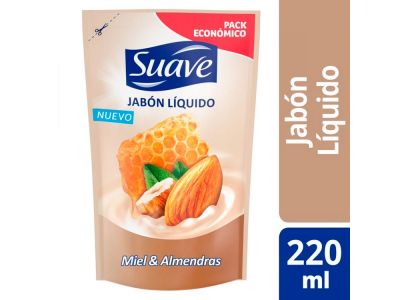 PACK
ECONÓMICO
Suave
JABÓN LÍQUIDO
NUEVO
Miel & Almendras
Jabón
Líquido
220
ml